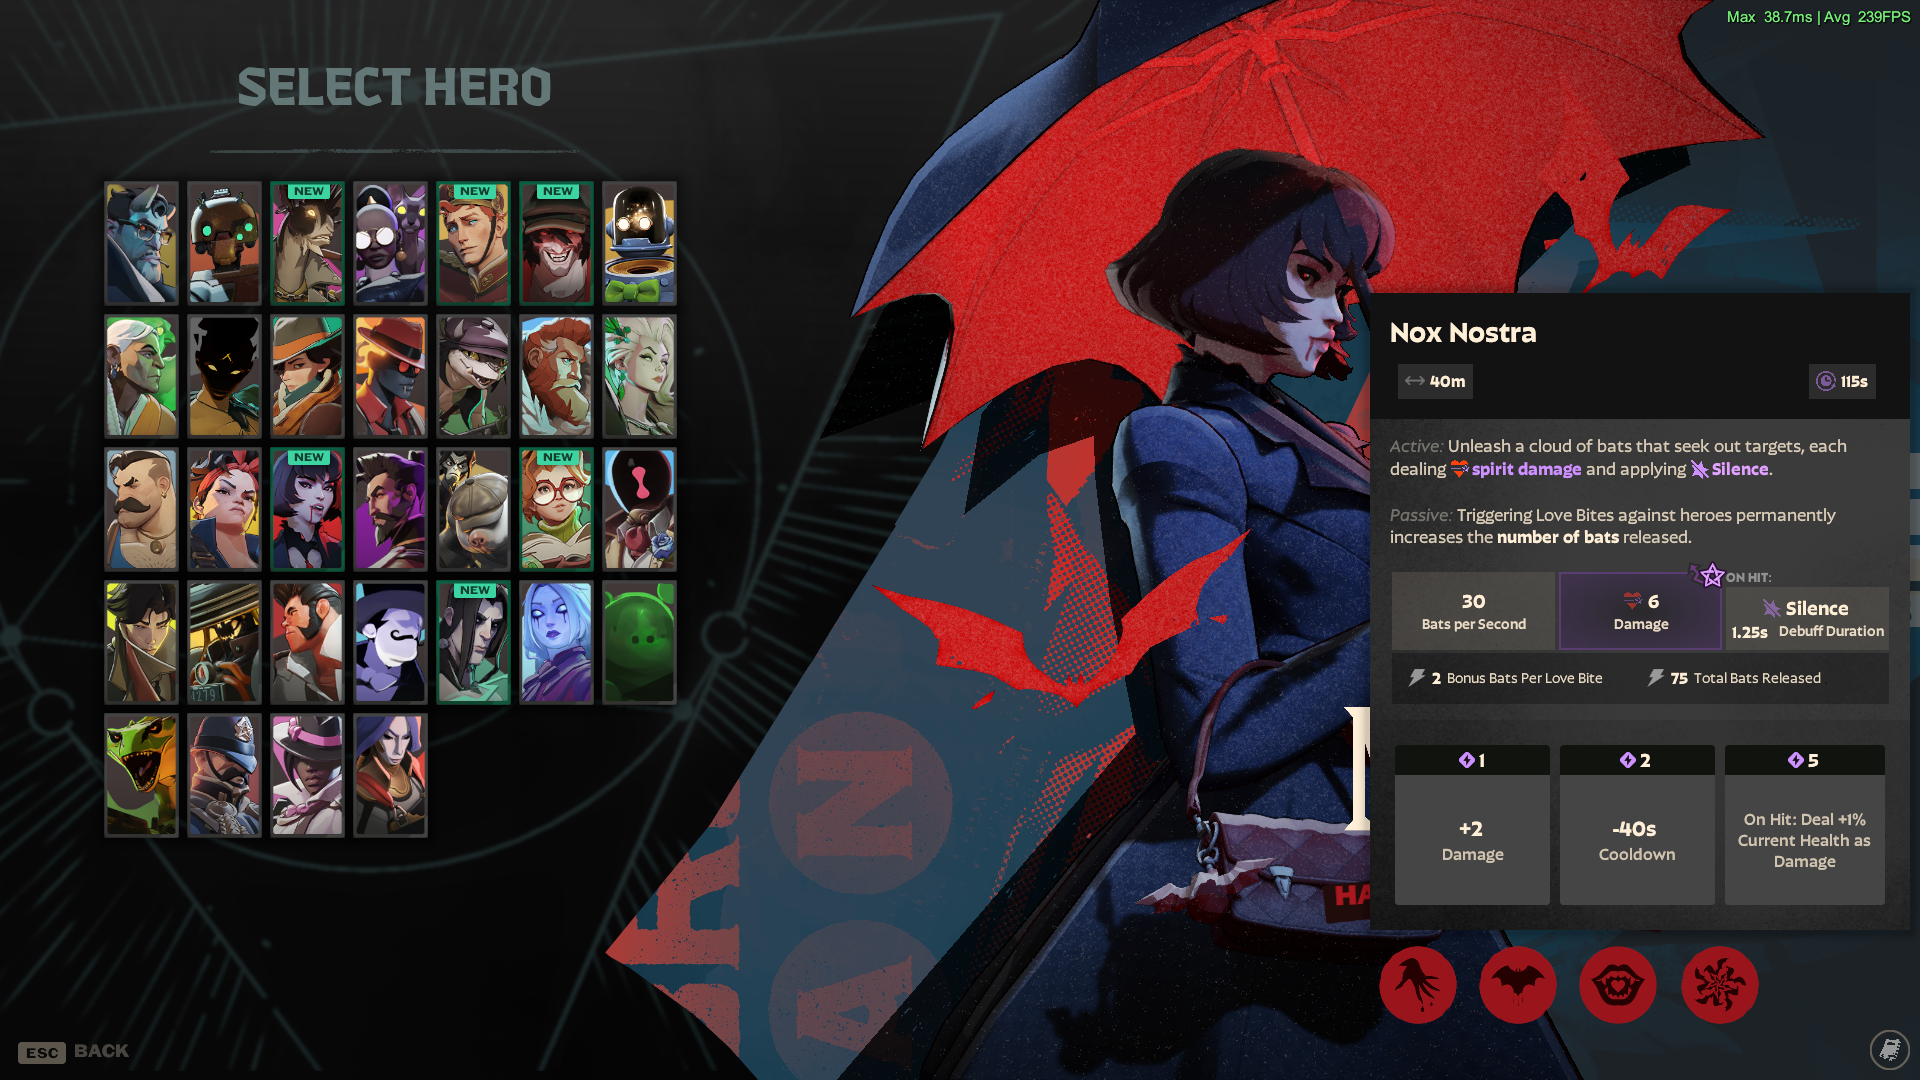 Max 38.7ms | Avg 239FPS
SELECT HERO
NEW
NEW
NEW
NEW
NEW
NEW
4279
Nox Nostra
40m
115s
Active: Unleash a cloud of bats that seek out targets, each
dealing spirit damage and applying Silence.
Passive: Triggering Love Bites against heroes permanently
increases the number of bats released.
30
Bats per Second
6
Damage
ON HIT:
Silence
1.25s Debuff Duration
2 Bonus Bats Per Love Bite
75 Total Bats Released
1
+2
Damage
2
-40s
Cooldown
5
On Hit: Deal +1%
Current Health as
Damage
HA
N
A
ESC BACK